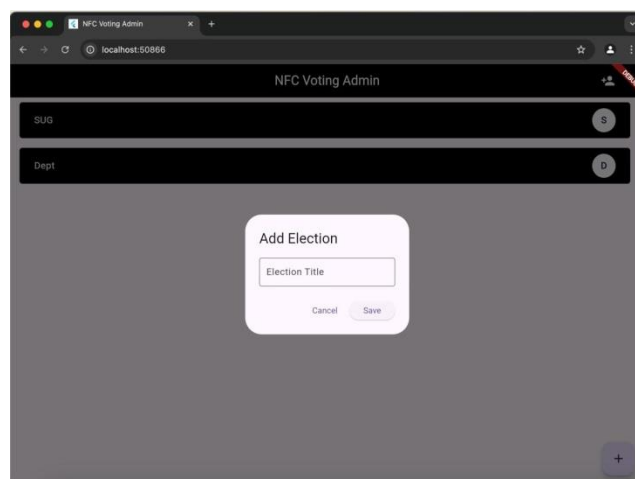 NFC Voting Admin
localhost:50866
NFC Voting Admin
SUG S
Dept D
Add Election
Election Title
Cancel Save